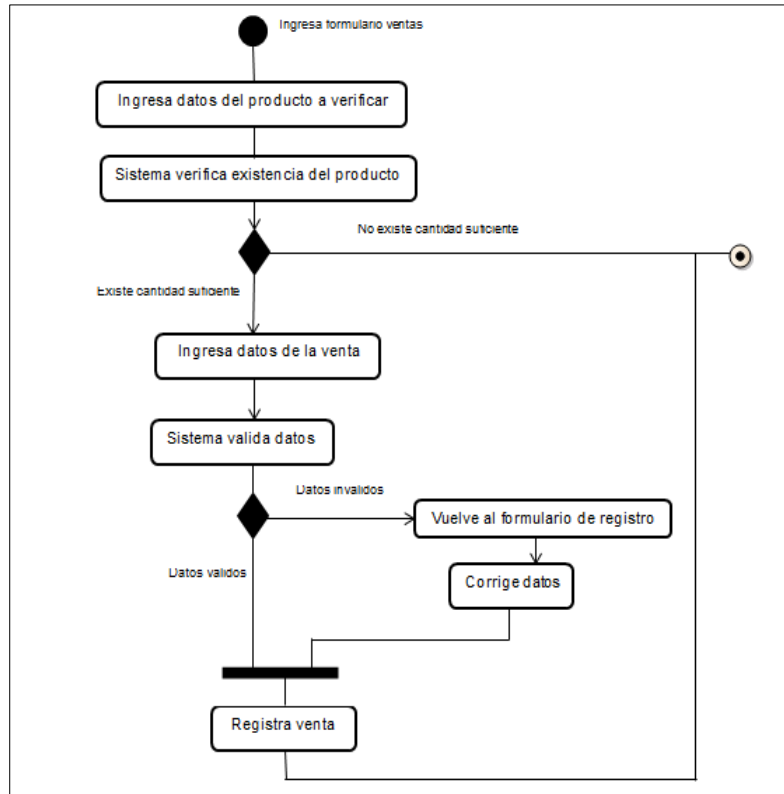 Ingresa formulario ventas
Ingresa datos del producto a verificar
Sistema verifica existencia del producto
No existe cantidad suficiente
Existe cantidad suficiente
Ingresa datos de la venta
Sistema valida datos
Datos invalidos
Vuelve al formulario de registro
Datos validos
Corrige datos
Registra venta